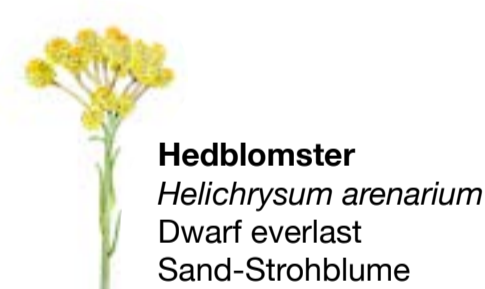 Hedblomster
Helichrysum arenarium
Dwarf everlast
Sand-Strohblume